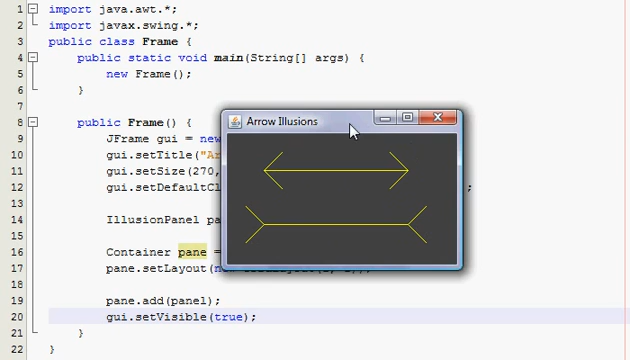 1 import java.awt.*;
2 import javax.swing.*;
3 public class Frame {
4 public static void main(String[] args) {
5 new Frame();
6 }
7
8 public Frame() {
9 JFrame gui = new
10 gui.setTitle("Ar
11 gui.setSize(270,
12 gui.setDefaultCl ;
13
14 IllusionPanel pa
15
16 Container pane =
17 pane.setLayout(new
18
19 pane.add(panel);
20 gui.setVisible(true);
21 }
22 }
Arrow Illusions